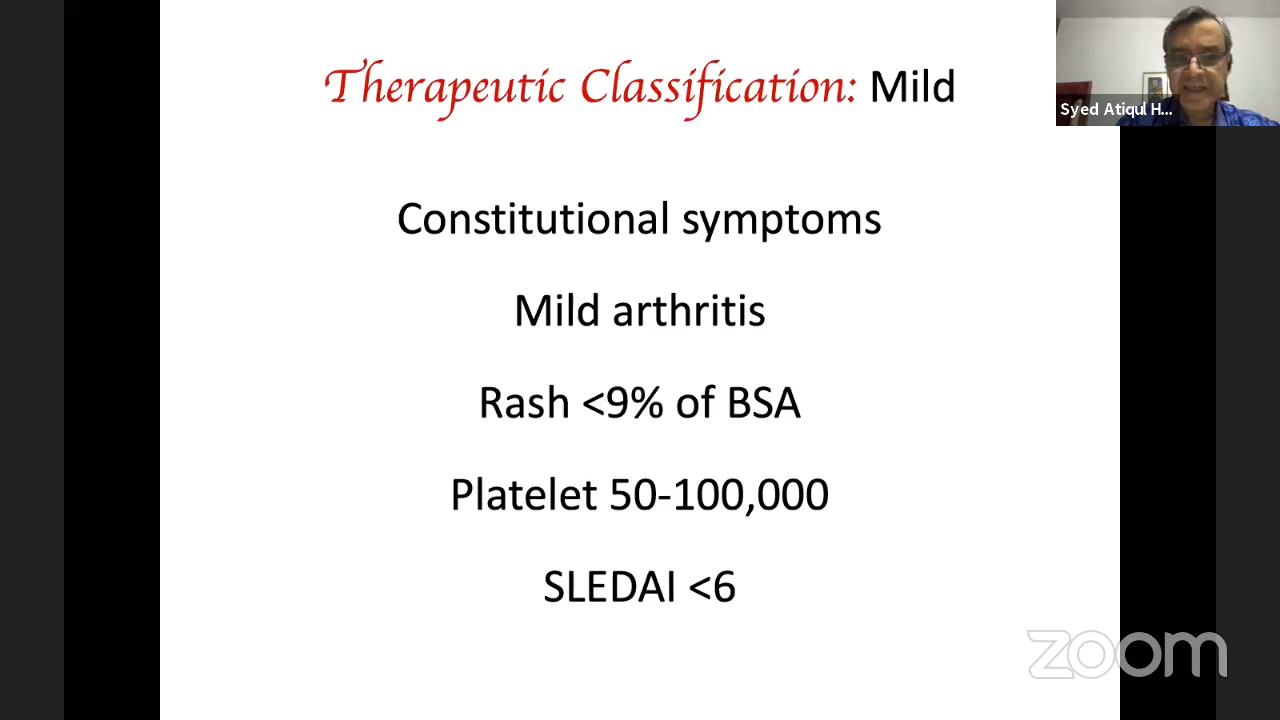 Therapeutic Classification: Mild
Syed Atiqul H...
Constitutional symptoms
Mild arthritis
Rash <9% of BSA
Platelet 50-100,000
SLEDAI <6
zoom